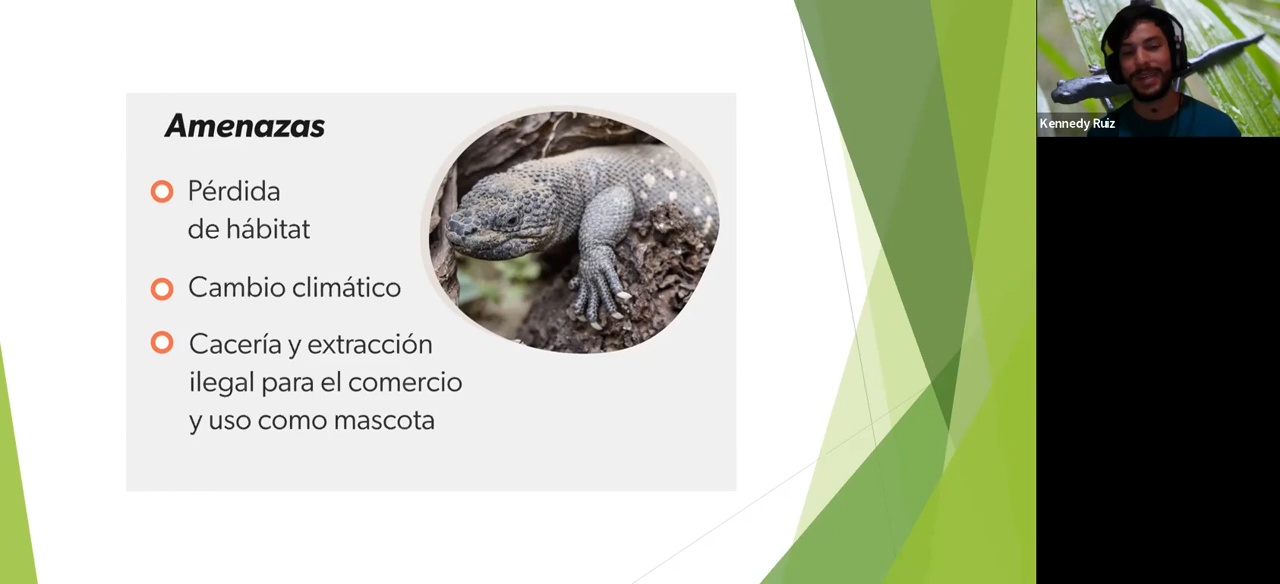 Amenazas
Pérdida
de hábitat
Cambio climático
Cacería y extracción
ilegal para el comercio
y uso como mascota
Kennedy Ruiz